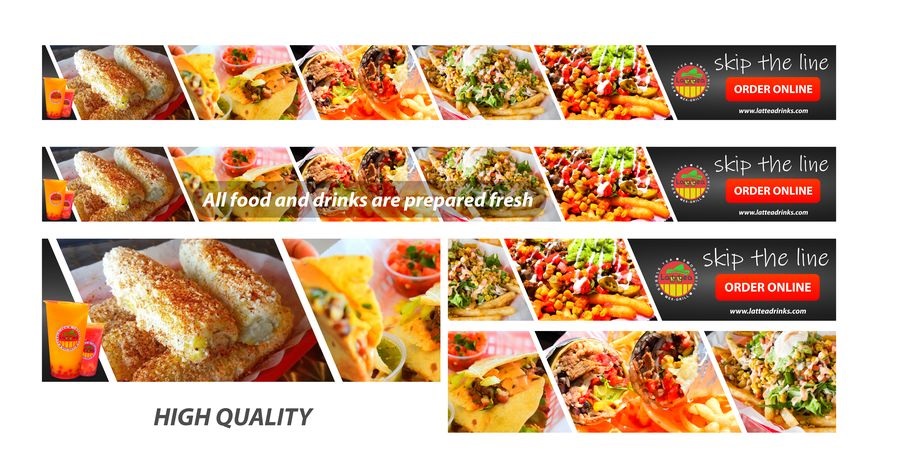 skip the line
ORDER ONLINE
www.latteadrinks.com
All food and drinks are prepared fresh
skip the line
ORDER ONLINE
www.latteadrinks.com
skip the line
ORDER ONLINE
www.latteadrinks.com
HIGH QUALITY